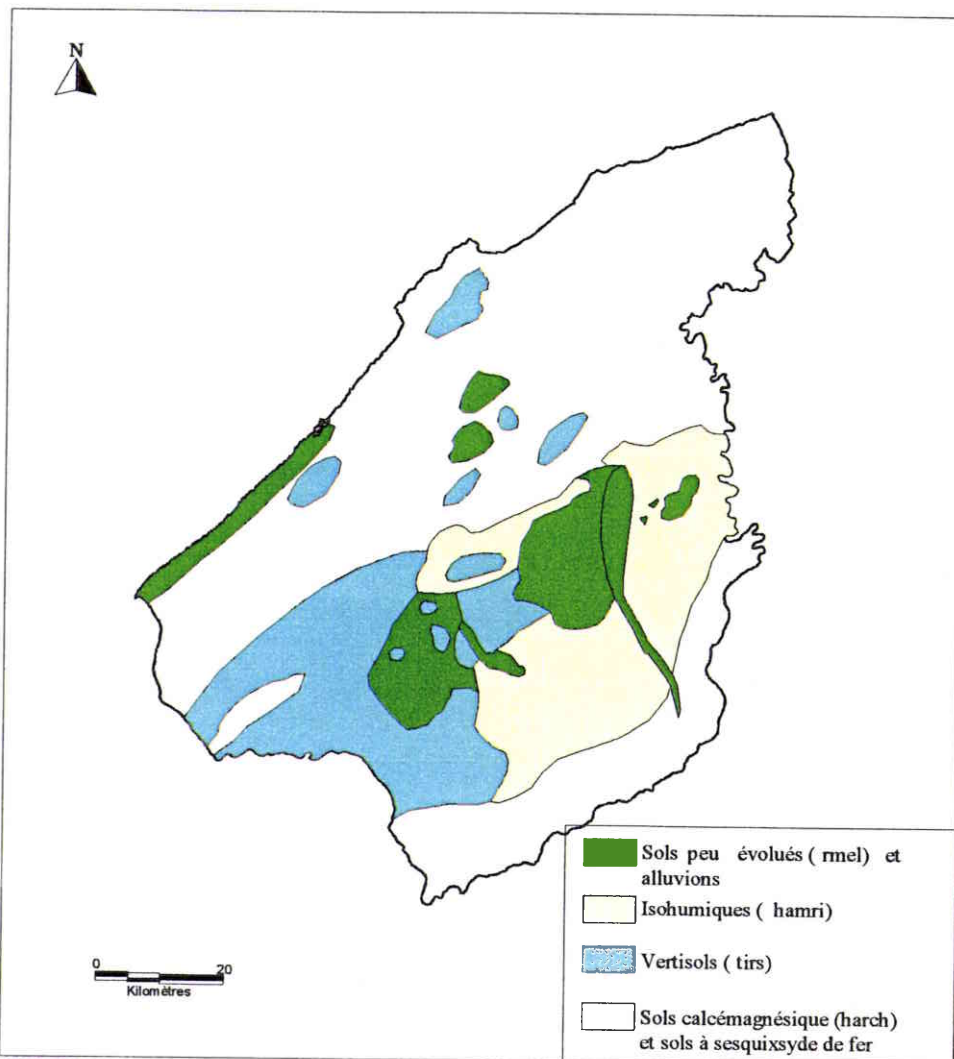 N
0 20
Kilomètres
Sols peu évolués ( rmel) et
alluvions
Isohumiques ( hamri)
Vertisols ( tirs)
Sols calcémagnésique (harch)
et sols à sesquixsyde de fer